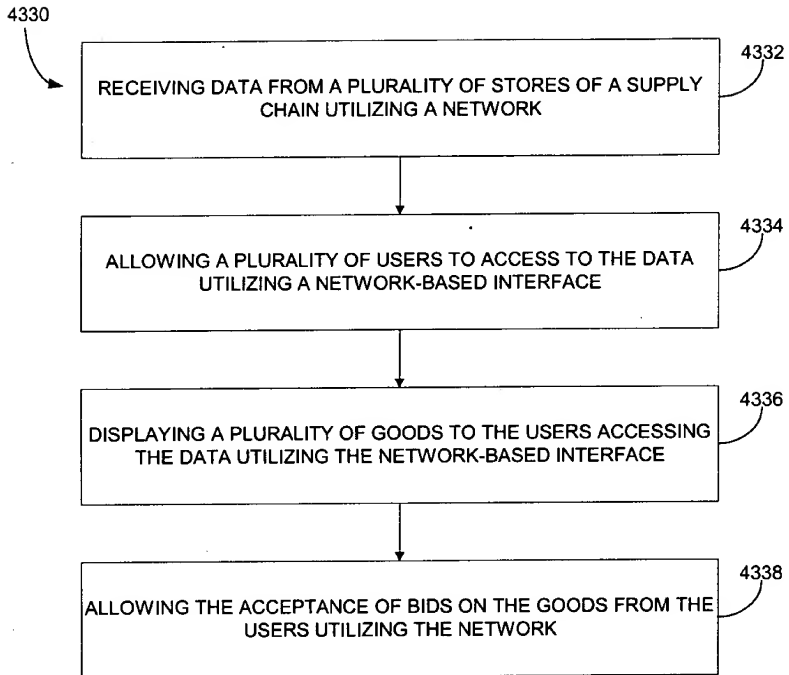 4330
4332
RECEIVING DATA FROM A PLURALITY OF STORES OF A SUPPLY
CHAIN UTILIZING A NETWORK
4334
ALLOWING A PLURALITY OF USERS TO ACCESS TO THE DATA
UTILIZING A NETWORK-BASED INTERFACE
4336
DISPLAYING A PLURALITY OF GOODS TO THE USERS ACCESSING
THE DATA UTILIZING THE NETWORK-BASED INTERFACE
4338
ALLOWING THE ACCEPTANCE OF BIDS ON THE GOODS FROM THE
USERS UTILIZING THE NETWORK